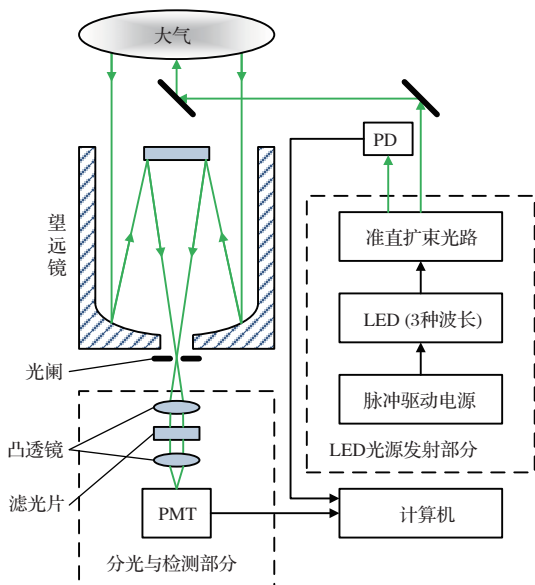 大气
PD
望远镜
准直扩束光路
LED (3种波长)
脉冲驱动电源
LED光源发射部分
光阑
凸透镜
滤光片
PMT
计算机
分光与检测部分